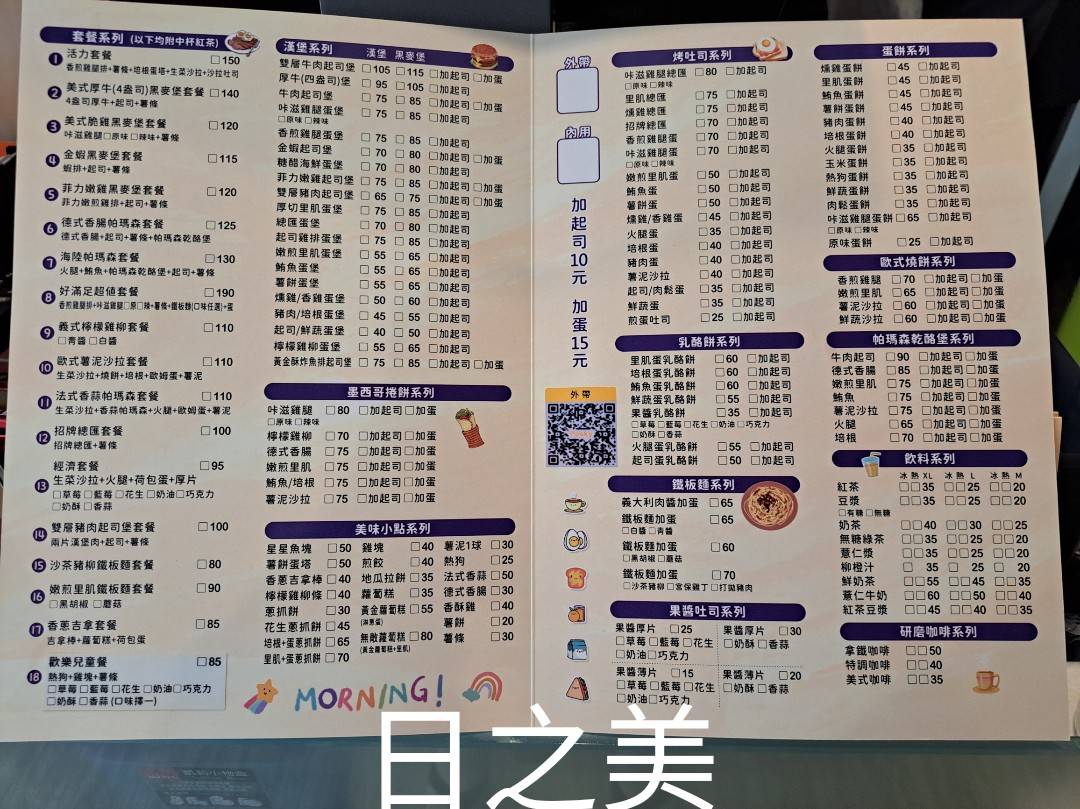 套餐系列 (以下均附中杯紅茶)
1 活力套餐 □150
香煎雞腿排+薯條+培根蛋塔+生菜沙拉+沙拉吐司
2 美式厚牛(4盎司)黑麥堡套餐 □140
4盎司厚牛+起司+薯條
3 美式脆雞黑麥堡套餐 □120
咔滋雞腿□原味□辣味+薯條
4 金蝦黑麥堡套餐 □115
蝦排+起司+薯條
5 菲力嫩雞黑麥堡套餐 □120
菲力嫩雞排+起司+薯條
6 德式香腸帕瑪森套餐 □125
德式香腸+起司+薯條+帕瑪森乾酪堡
7 海陸帕瑪森套餐 □130
火腿+鮪魚+帕瑪森乾酪堡+起司+薯條
8 好滿足超值套餐 □190
香煎雞腿排+咔滋雞腿□原□辣+薯條+鐵板麵(口味任選)+蛋
9 義式檸檬雞柳套餐 □110
□青醬□白醬
10 歐式薯泥沙拉套餐 □110
生菜沙拉+燒餅+培根+歐姆蛋+薯泥
11 法式香蒜帕瑪森套餐 □110
生菜沙拉+香蒜帕瑪森+火腿+歐姆蛋+薯泥
12 招牌總匯套餐 □100
招牌總匯+薯條
13 經濟套餐 □95
生菜沙拉+火腿+荷包蛋+厚片
□草莓□藍莓□花生□奶油□巧克力
□奶酥□香蒜
14 雙層豬肉起司堡套餐 □100
兩片漢堡肉+起司+薯條
15 沙茶豬柳鐵板麵套餐 □80
16 嫩煎里肌鐵板麵套餐 □90
□黑胡椒□蘑菇
17 香蔥吉拿套餐 □85
吉拿棒+蘿蔔糕+荷包蛋
18 歡樂兒童餐 □85
熱狗+雞塊+薯條
□草莓□藍莓□花生□奶油□巧克力
□奶酥□香蒜(口味擇一)
漢堡系列 漢堡 黑麥堡
雙層牛肉起司堡 □105 □115 □加起司□加蛋
厚牛(四盎司)堡 □95 □105 □加起司
牛肉起司堡 □75 □85 □加起司□加蛋
咔滋雞腿蛋堡 □75 □85 □加起司
□原味□辣味
香煎雞腿蛋堡 □75 □85 □加起司
金蝦起司堡 □70 □80 □加起司□加蛋
糖醋海鮮蛋堡 □70 □80 □加起司
菲力嫩雞起司堡 □75 □85 □加起司□加蛋
雙層豬肉起司堡 □65 □75 □加起司□加蛋
厚切里肌蛋堡 □75 □85 □加起司
總匯蛋堡 □70 □80 □加起司
起司雞排蛋堡 □75 □85 □加起司
嫩煎里肌蛋堡 □55 □65 □加起司
鮪魚蛋堡 □55 □65 □加起司
薯餅蛋堡 □55 □65 □加起司
燻雞/香雞蛋堡 □50 □60 □加起司
豬肉/培根蛋堡 □45 □55 □加起司
起司/鮮蔬蛋堡 □40 □50 □加起司
檸檬雞柳蛋堡 □55 □65 □加起司
黃金酥炸魚排起司堡 □75 □85 □加起司□加蛋
墨西哥捲餅系列
咔滋雞腿 □80 □加起司□加蛋
□原味□辣味
檸檬雞柳 □70 □加起司□加蛋
德式香腸 □75 □加起司□加蛋
嫩煎里肌 □75 □加起司□加蛋
鮪魚/培根 □75 □加起司□加蛋
薯泥沙拉 □75 □加起司□加蛋
美味小點系列
星星魚塊 □50 雞塊 □40 薯泥1球 □30
薯餅蛋塔 □50 煎餃 □40 熱狗 □25
香蔥吉拿棒 □40 地瓜拉餅 □35 法式香蒜 □50
檸檬雞柳條 □40 蘿蔔糕 □35 德式香腸 □30
蔥抓餅 □30 黃金蘿蔔糕 □55 香酥雞 □40
(淋蔥蛋)
花生蔥抓餅 □45 薯餅 □20
培根+蛋蔥抓餅 □65 無敵蘿蔔糕 □80 薯條 □30
里肌+蛋蔥抓餅 □70 (黃金蘿蔔糕+里肌)
MORNING!
外帶
內用
加起司10元 加蛋15元
外帶
烤吐司系列
咔滋雞腿總匯 □80 □加起司
□原味□辣味
里肌總匯 □75 □加起司
燻雞總匯 □75 □加起司
招牌總匯 □70 □加起司
香煎雞腿蛋 □70 □加起司
咔滋雞腿蛋 □70 □加起司
□原味□辣味
嫩煎里肌蛋 □50 □加起司
鮪魚蛋 □50 □加起司
薯餅蛋 □50 □加起司
燻雞/香雞蛋 □45 □加起司
火腿蛋 □35 □加起司
培根蛋 □40 □加起司
豬肉蛋 □40 □加起司
薯泥沙拉 □40 □加起司
起司/肉鬆蛋 □35 □加起司
鮮蔬蛋 □35 □加起司
煎蛋吐司 □25 □加起司
乳酪餅系列
里肌蛋乳酪餅 □60 □加起司
培根蛋乳酪餅 □60 □加起司
鮪魚蛋乳酪餅 □60 □加起司
鮮蔬蛋乳酪餅 □55 □加起司
果醬乳酪餅 □35 □加起司
□草莓□藍莓□花生□奶油□巧克力
□奶酥□香蒜
火腿蛋乳酪餅 □55 □加起司
起司蛋乳酪餅 □50 □加起司
鐵板麵系列
義大利肉醬加蛋 □65
鐵板麵加蛋 □65
□白醬□青醬
鐵板麵加蛋 □60
□黑胡椒□蘑菇
鐵板麵加蛋 □70
□沙茶豬柳□宮保雞丁□打拋豬肉
果醬吐司系列
果醬厚片 □25 果醬厚片 □30
□草莓□藍莓□花生 □奶酥□香蒜
□奶油□巧克力
果醬薄片 □15 果醬薄片 □20
□草莓□藍莓□花生 □奶酥□香蒜
□奶油□巧克力
蛋餅系列
燻雞蛋餅 □45 □加起司
里肌蛋餅 □45 □加起司
鮪魚蛋餅 □45 □加起司
薯餅蛋餅 □45 □加起司
豬肉蛋餅 □40 □加起司
培根蛋餅 □40 □加起司
火腿蛋餅 □35 □加起司
玉米蛋餅 □35 □加起司
熱狗蛋餅 □35 □加起司
鮮蔬蛋餅 □35 □加起司
肉鬆蛋餅 □35 □加起司
咔滋雞腿蛋餅 □65 □加起司
□原味□辣味
原味蛋餅 □25 □加起司
歐式燒餅系列
香煎雞腿 □70 □加起司□加蛋
嫩煎里肌 □65 □加起司□加蛋
薯泥沙拉 □60 □加起司□加蛋
鮮蔬沙拉 □60 □加起司□加蛋
帕瑪森乾酪堡系列
牛肉起司 □90 □加起司□加蛋
德式香腸 □85 □加起司□加蛋
嫩煎里肌 □75 □加起司□加蛋
鮪魚 □75 □加起司□加蛋
薯泥沙拉 □75 □加起司□加蛋
火腿 □65 □加起司□加蛋
培根 □70 □加起司□加蛋
飲料系列
冰 熱 XL 冰 熱 L 冰 熱 M
紅茶 □□35 □□25 □□20
豆漿 □□35 □□25 □□20
□有糖□無糖
奶茶 □□40 □□30 □□25
無糖綠茶 □□35 □□25 □□20
薏仁漿 □□35 □□25 □□20
柳橙汁 □35 □25 □20
鮮奶茶 □□55 □□45 □□35
薏仁牛奶 □□60 □□50 □□40
紅茶豆漿 □□45 □□40 □□35
研磨咖啡系列
拿鐵咖啡 □□50
特調咖啡 □□40
美式咖啡 □□35
日之美